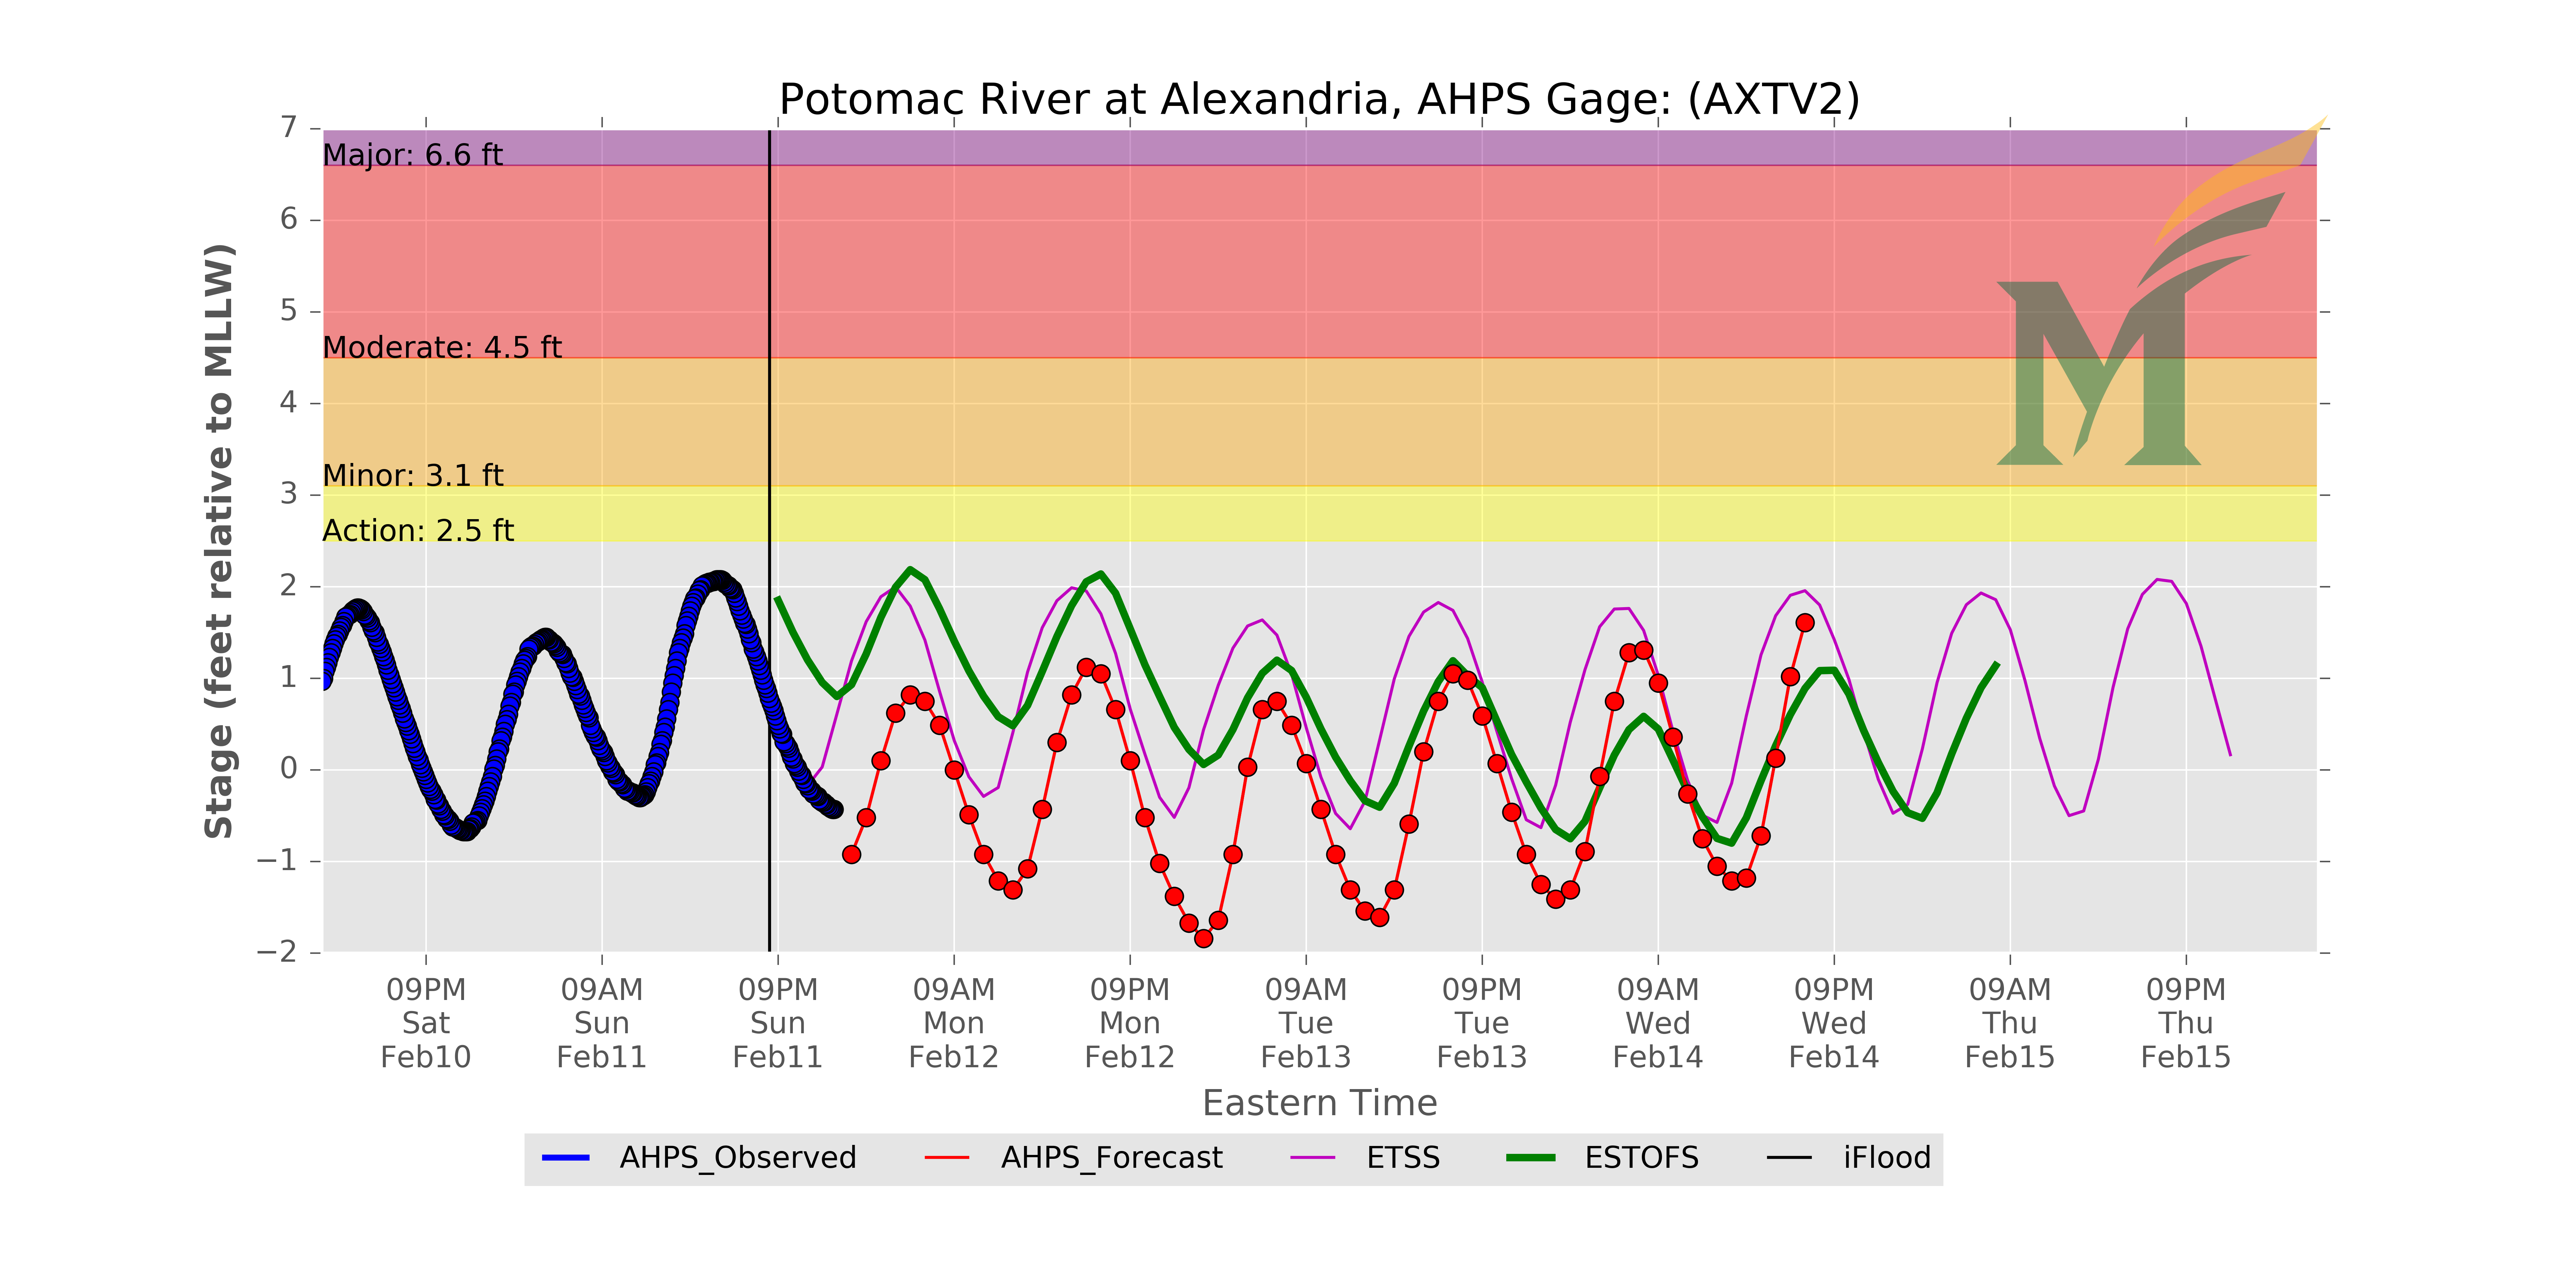 Potomac River at Alexandria, AHPS Gage: (AXTV2)
7
Major: 6.6 ft
6
5
Moderate: 4.5 ft
4
Minor: 3.1 ft
3
Action: 2.5 ft
2
1
0
−1
−2
Stage (feet relative to MLLW)
09PM 09AM 09PM 09AM 09PM 09AM 09PM 09AM 09PM 09AM 09PM
Sat Sun Sun Mon Mon Tue Tue Wed Wed Thu Thu
Feb10 Feb11 Feb11 Feb12 Feb12 Feb13 Feb13 Feb14 Feb14 Feb15 Feb15
Eastern Time
AHPS_Observed AHPS_Forecast ETSS ESTOFS iFlood